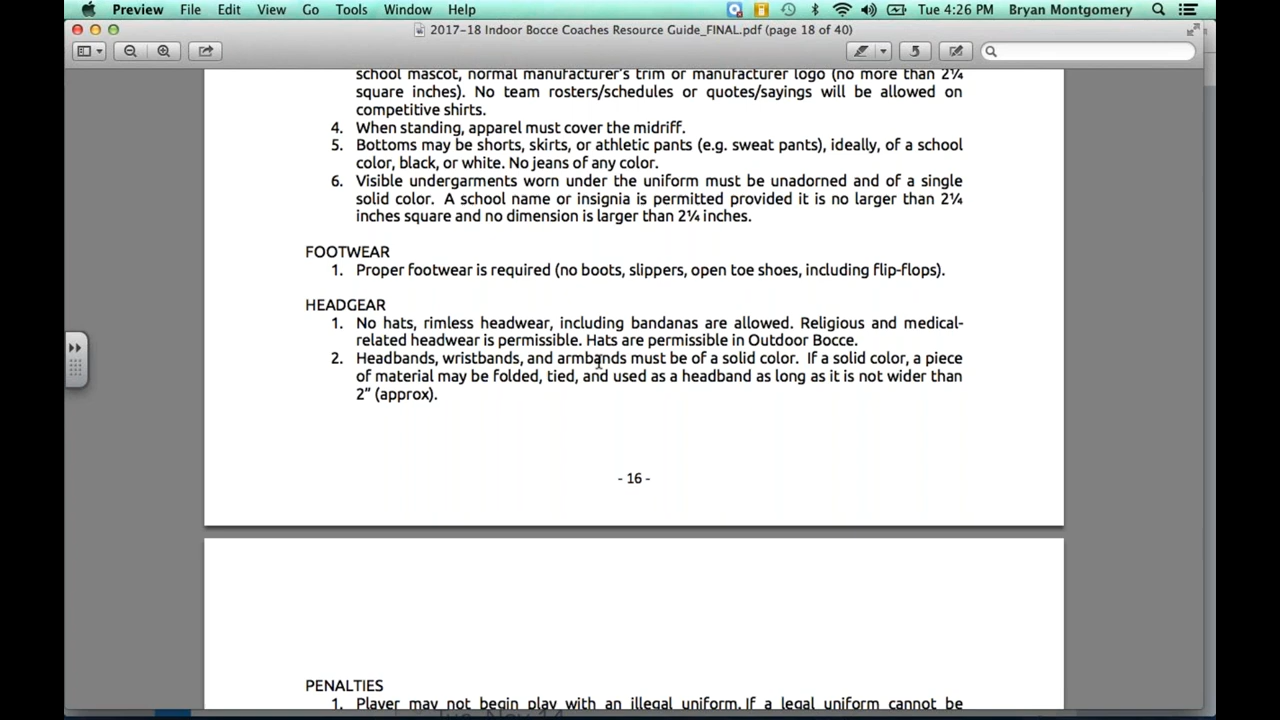 Preview File Edit View Go Tools Window Help Tue 4:26 PM Bryan Montgomery
2017-18 Indoor Bocce Coaches Resource Guide_FINAL.pdf (page 18 of 40)
school mascot, normal manufacturer's trim or manufacturer logo (no more than 2¼
square inches). No team rosters/schedules or quotes/sayings will be allowed on
competitive shirts.
4. When standing, apparel must cover the midriff.
5. Bottoms may be shorts, skirts, or athletic pants (e.g. sweat pants), ideally, of a school
color, black, or white. No jeans of any color.
6. Visible undergarments worn under the uniform must be unadorned and of a single
solid color. A school name or insignia is permitted provided it is no larger than 2¼
inches square and no dimension is larger than 2¼ inches.
FOOTWEAR
1. Proper footwear is required (no boots, slippers, open toe shoes, including flip-flops).
HEADGEAR
1. No hats, rimless headwear, including bandanas are allowed. Religious and medical-
related headwear is permissible. Hats are permissible in Outdoor Bocce.
2. Headbands, wristbands, and armbands must be of a solid color. If a solid color, a piece
of material may be folded, tied, and used as a headband as long as it is not wider than
2” (approx).
- 16 -
PENALTIES
1. Player may not begin play with an illegal uniform. If a legal uniform cannot be
Tue, Nov 14